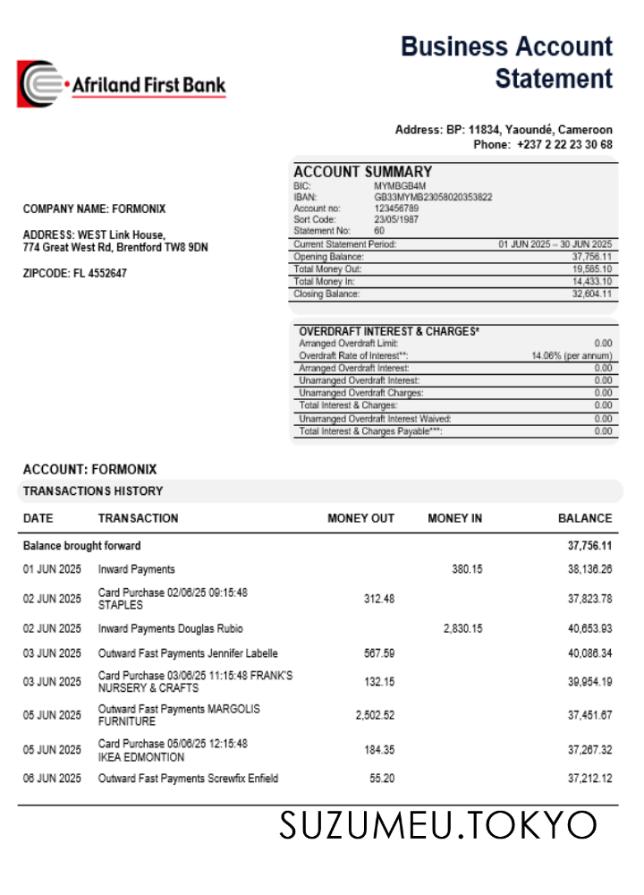 Business Account
Statement
Afriland First Bank
Address: BP: 11834, Yaoundé, Cameroon
Phone: +237 2 22 23 30 68
ACCOUNT SUMMARY
BIC: MYMBGB4M
IBAN: GB33MYMB23058020353822
Account no: 123456789
Sort Code: 23/05/1987
Statement No: 60
Current Statement Period: 01 JUN 2025 – 30 JUN 2025
Opening Balance: 37,756.11
Total Money Out: 19,585.10
Total Money In: 14,433.10
Closing Balance: 32,604.11
COMPANY NAME: FORMONIX
ADDRESS: WEST Link House,
774 Great West Rd, Brentford TW8 9DN
ZIPCODE: FL 4552647
OVERDRAFT INTEREST & CHARGES*
Arranged Overdraft Limit: 0.00
Overdraft Rate of Interest**: 14.06% (per annum)
Arranged Overdraft Interest: 0.00
Unarranged Overdraft Interest: 0.00
Unarranged Overdraft Charges: 0.00
Total Interest & Charges: 0.00
Unarranged Overdraft Interest Waived: 0.00
Total Interest & Charges Payable***: 0.00
ACCOUNT: FORMONIX
TRANSACTIONS HISTORY
DATE TRANSACTION MONEY OUT MONEY IN BALANCE
Balance brought forward 37,756.11
01 JUN 2025 Inward Payments 380.15 38,136.26
02 JUN 2025 Card Purchase 02/06/25 09:15:48
STAPLES 312.48 37,823.78
02 JUN 2025 Inward Payments Douglas Rubio 2,830.15 40,653.93
03 JUN 2025 Outward Fast Payments Jennifer Labelle 567.59 40,086.34
03 JUN 2025 Card Purchase 03/06/25 11:15:48 FRANK'S
NURSERY & CRAFTS 132.15 39,954.19
05 JUN 2025 Outward Fast Payments MARGOLIS
FURNITURE 2,502.52 37,451.67
05 JUN 2025 Card Purchase 05/06/25 12:15:48
IKEA EDMONTION 184.35 37,267.32
06 JUN 2025 Outward Fast Payments Screwfix Enfield 55.20 37,212.12
SUZUMEU.TOKYO